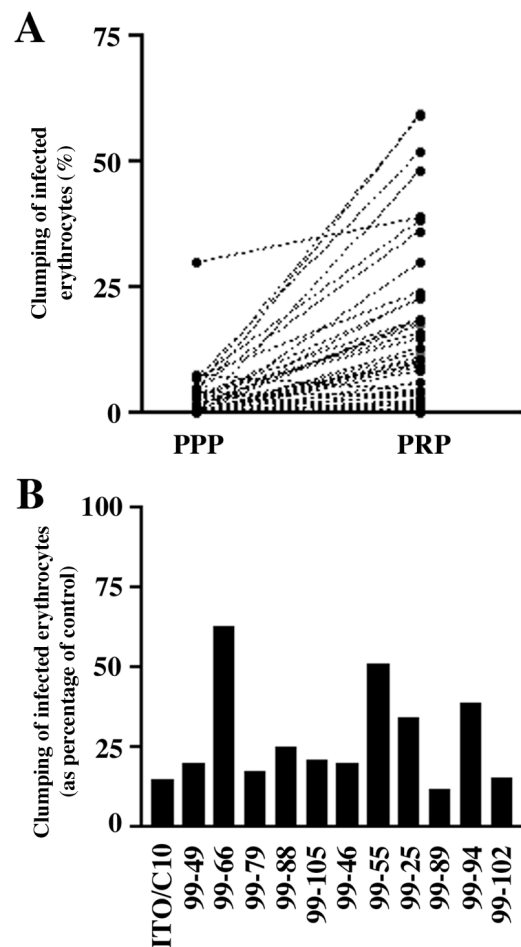 A
75
50
25
0
Clumping of infected
erythrocytes (%)
PPP
PRP
B
100
75
50
25
0
Clumping of infected erythrocytes
(as percentage of control)
ITO/C10
99-49
99-66
99-79
99-88
99-105
99-46
99-55
99-25
99-89
99-94
99-102